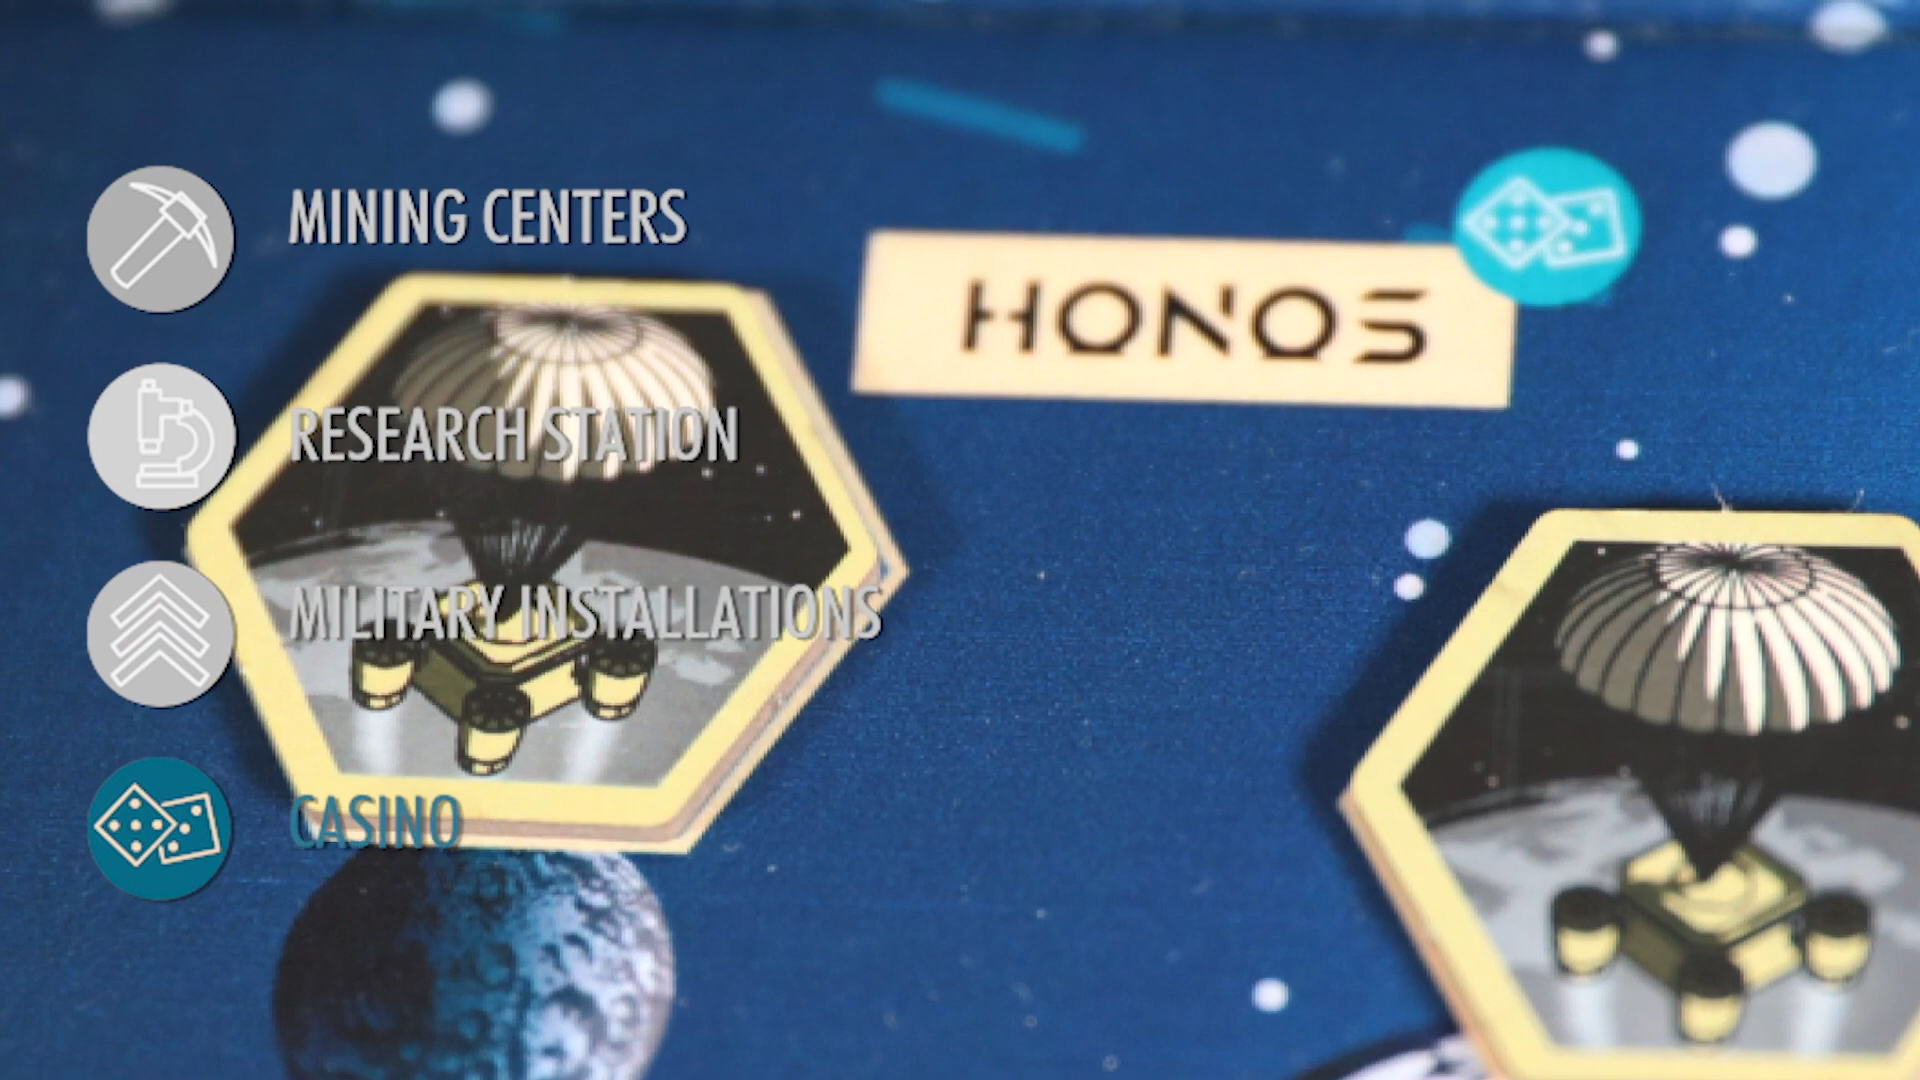 MINING CENTERS
HONOS
RESEARCH STATION
MILITARY INSTALLATIONS
CASINO